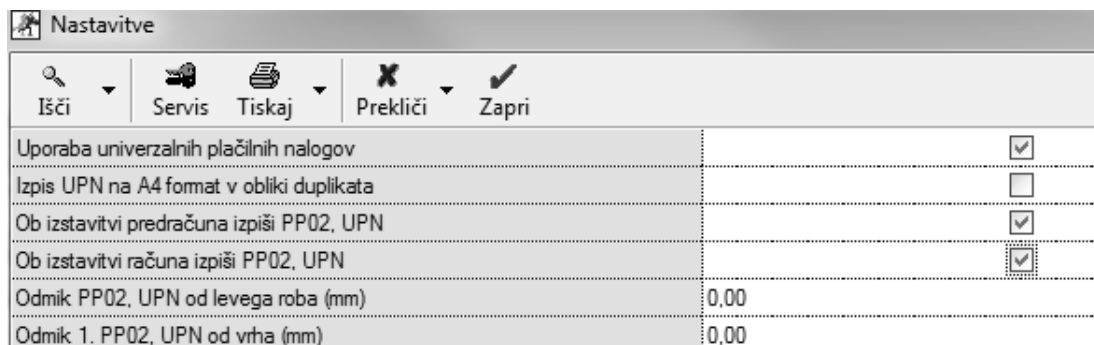 Nastavitve
Išči Servis Tiskaj Prekliči Zapri
Uporaba univerzalnih plačilnih nalogov
Izpis UPN na A4 format v obliki duplikata
Ob izstavitvi predračuna izpiši PP02, UPN
Ob izstavitvi računa izpiši PP02, UPN
Odmik PP02, UPN od levega roba (mm) 0,00
Odmik 1. PP02, UPN od vrha (mm) 0,00